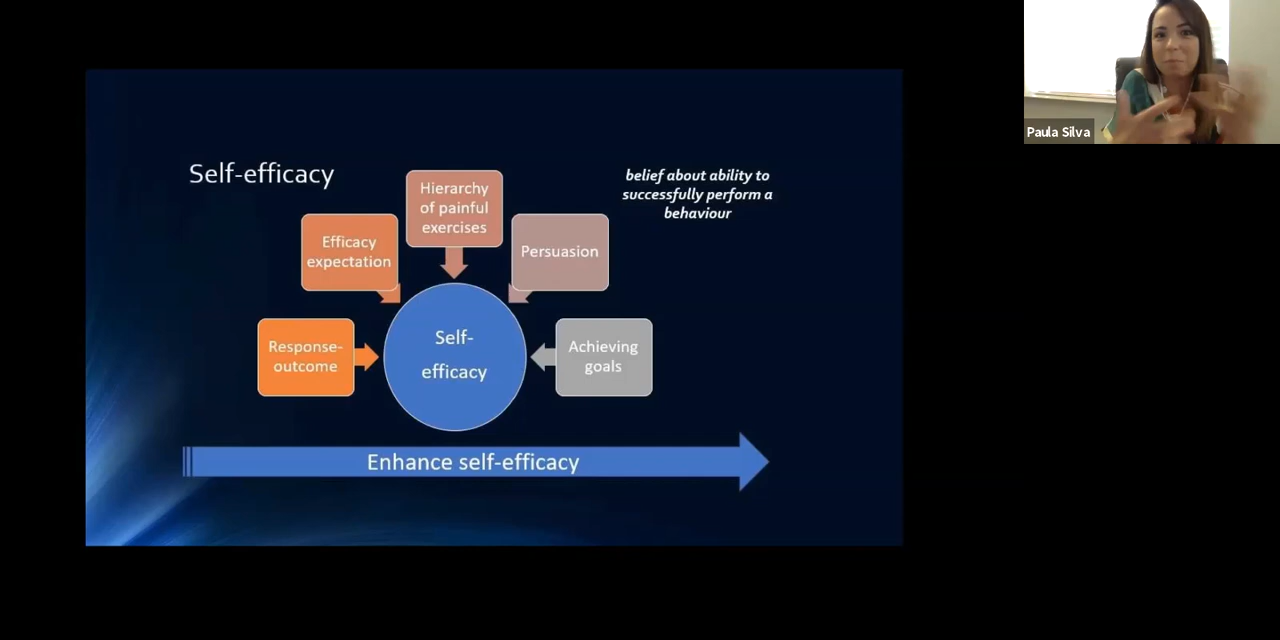 Paula Silva
Self-efficacy
belief about ability to
successfully perform a
behaviour
Hierarchy
of painful
exercises
Efficacy
expectation
Persuasion
Response-
outcome
Self-
efficacy
Achieving
goals
Enhance self-efficacy